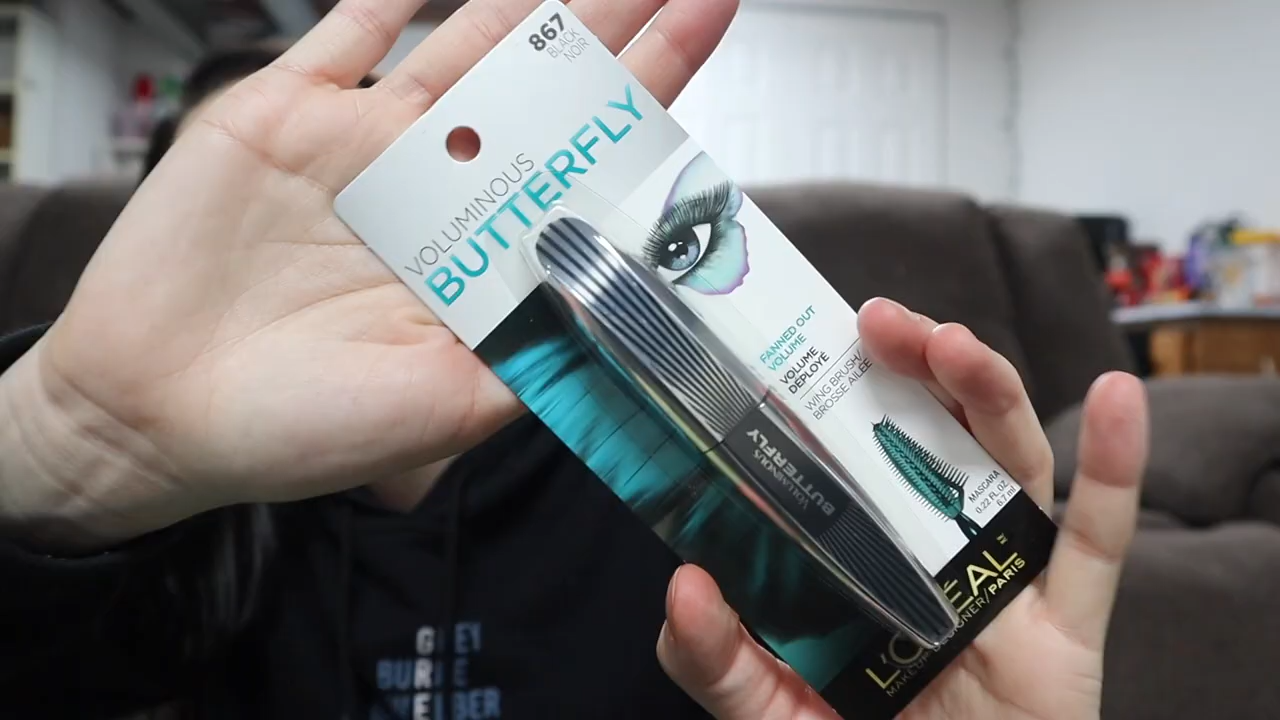 867
BLACK
NOIR
VOLUMINOUS
BUTTERFLY
FANNED OUT
VOLUME
VOLUME
DÉPLOYÉ
WING BRUSH/
BROSSE AILÉE
VOLUMINOUS
BUTTERFLY
MASCARA
0.22 FL. OZ.
6.7 ml
EAL
PARIS